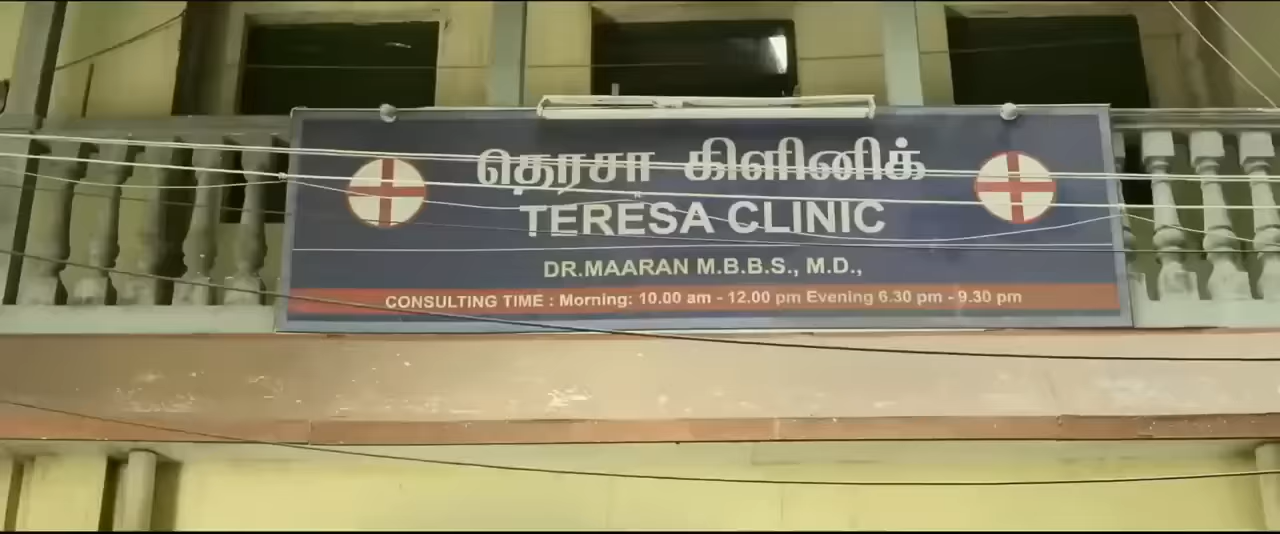 தெரசா கிளினிக்
TERESA CLINIC
DR.MAARAN M.B.B.S., M.D.,
CONSULTING TIME : Morning: 10.00 am - 12.00 pm Evening 6.30 pm - 9.30 pm